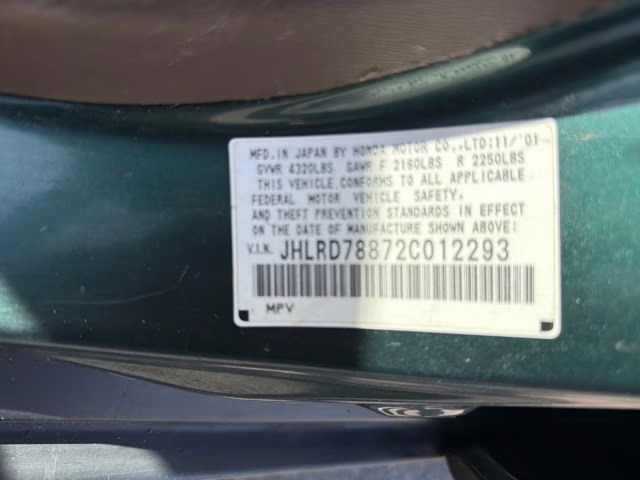 MFD.IN JAPAN BY HONDA MOTOR CO.,LTD:11/'01
GVWR 4320LBS GAWR F 2160LBS R 2250LBS
THIS VEHICLE CONFORMS TO ALL APPLICABLE
FEDERAL MOTOR VEHICLE SAFETY.
AND THEFT PREVENTION STANDARDS IN EFFECT
ON THE DATE OF MANUFACTURE SHOWN ABOVE:
V.I.N. JHLRD78872C012293
MPV